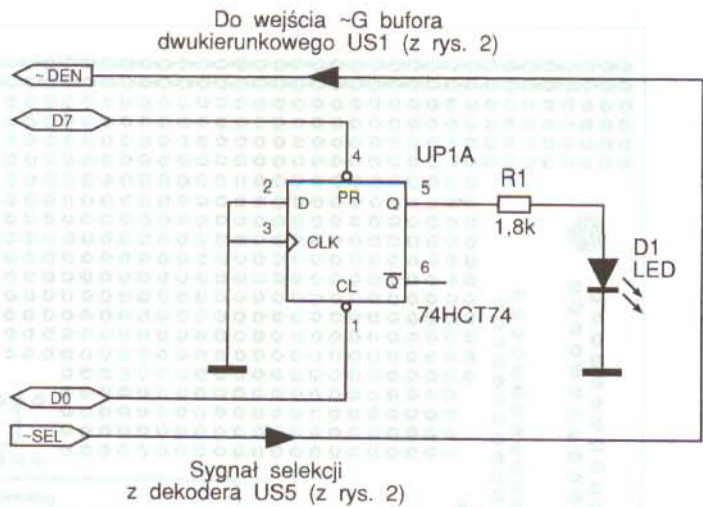 Do wejścia ~G bufora
dwukierunkowego US1 (z rys. 2)
~DEN
D7
4
UP1A
2
D
PR
Q
5
R1
1,8k
3
CLK
D1
LED
CL
Q
6
74HCT74
1
D0
~SEL
Sygnał selekcji
z dekodera US5 (z rys. 2)